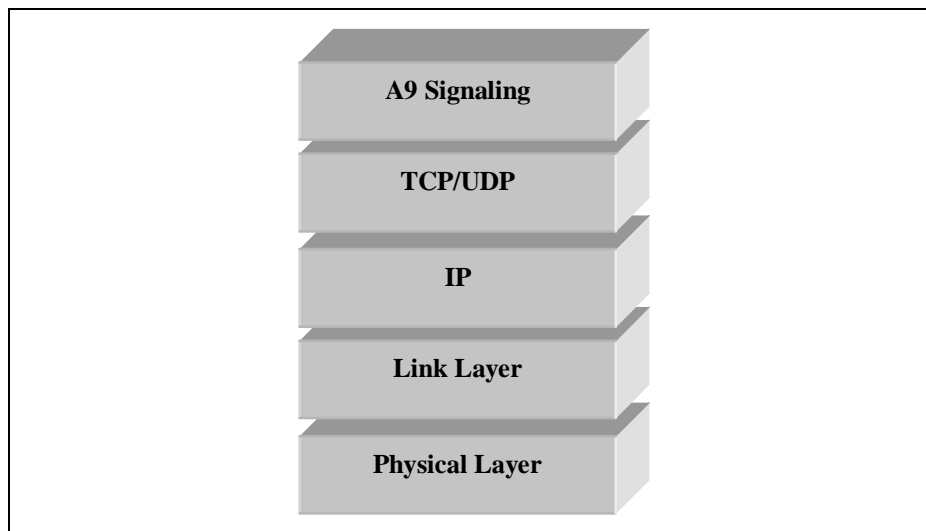 A9 Signaling
TCP/UDP
IP
Link Layer
Physical Layer